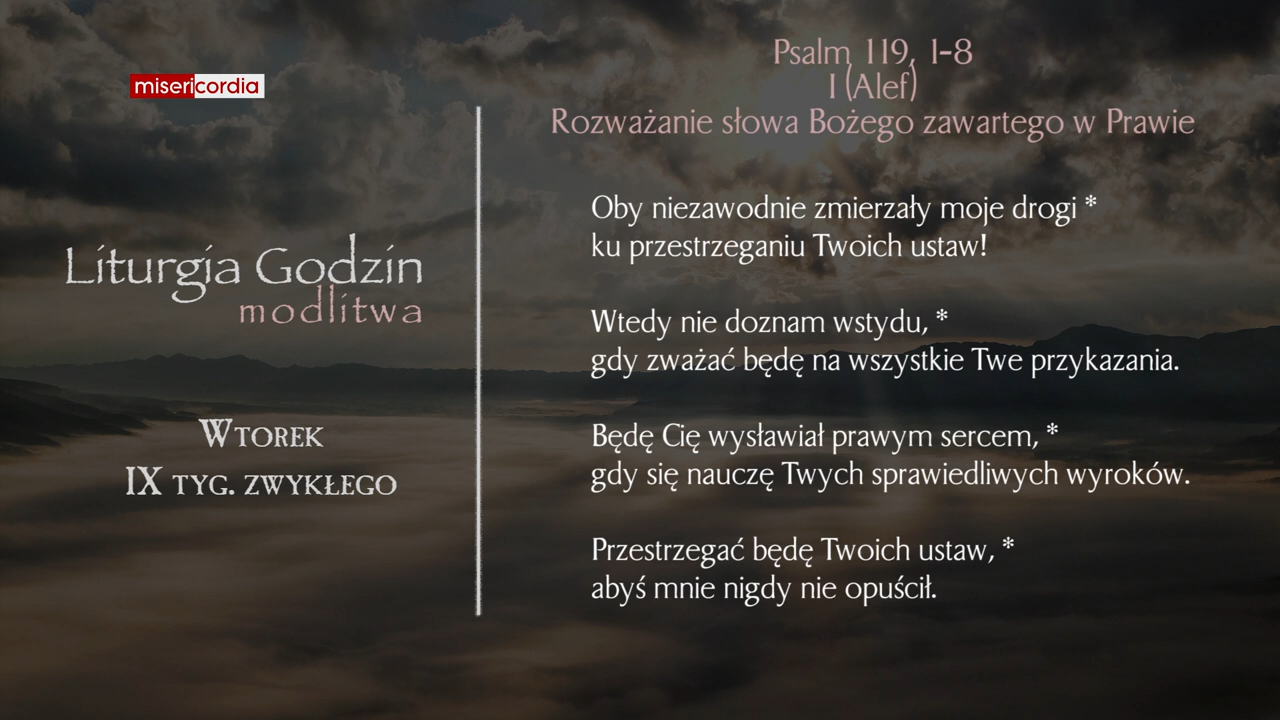 misericordia
Liturgia Godzin
modlitwa
Wtorek
IX tyg. zwykłego
Psalm 119, 1-8
I (Alef)
Rozważanie słowa Bożego zawartego w Prawie
Oby niezawodnie zmierzały moje drogi *
ku przestrzeganiu Twoich ustaw!
Wtedy nie doznam wstydu, *
gdy zważać będę na wszystkie Twe przykazania.
Będę Cię wysławiał prawym sercem, *
gdy się nauczę Twych sprawiedliwych wyroków.
Przestrzegać będę Twoich ustaw, *
abyś mnie nigdy nie opuścił.